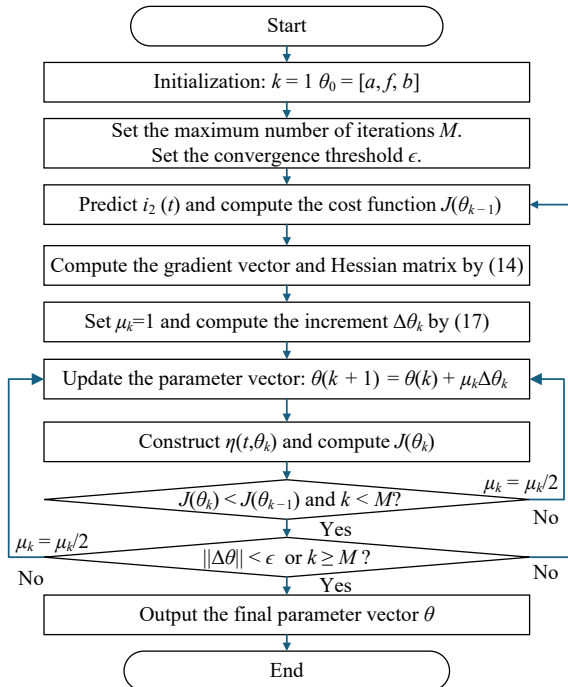 Start
Initialization: k = 1 θ₀ = [a, f, b]
Set the maximum number of iterations M.
Set the convergence threshold ϵ.
Predict i₂ (t) and compute the cost function J(θₖ₋₁)
Compute the gradient vector and Hessian matrix by (14)
Set μₖ=1 and compute the increment Δθₖ by (17)
Update the parameter vector: θ(k + 1) = θ(k) + μₖΔθₖ
Construct η(t,θₖ) and compute J(θₖ)
J(θₖ) < J(θₖ₋₁) and k < M?
μₖ = μₖ/2
No
Yes
μₖ = μₖ/2
||Δθ|| < ϵ or k ≥ M ?
No
No
Yes
Output the final parameter vector θ
End